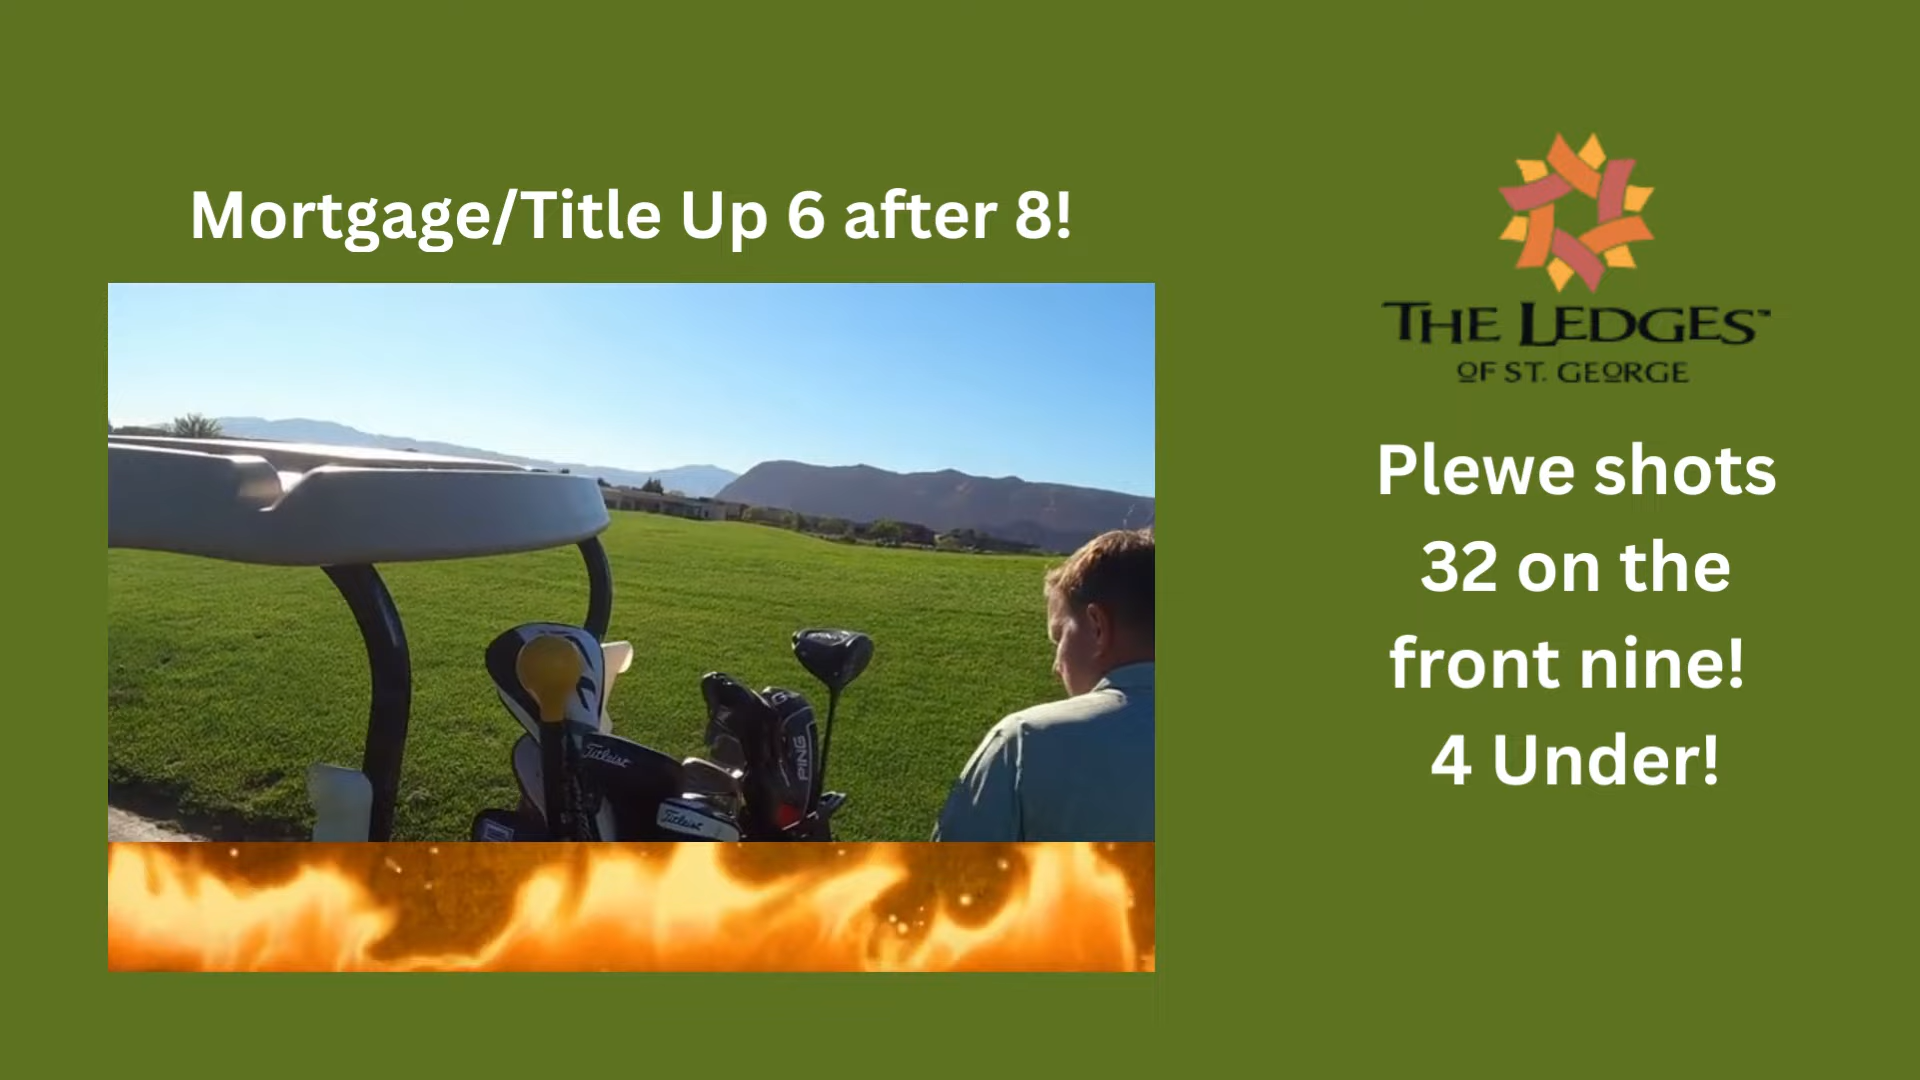 Mortgage/Title Up 6 after 8!
THE LEDGES™
OF ST. GEORGE
Plewe shots
32 on the
front nine!
4 Under!
Titleist
PING
Titleist